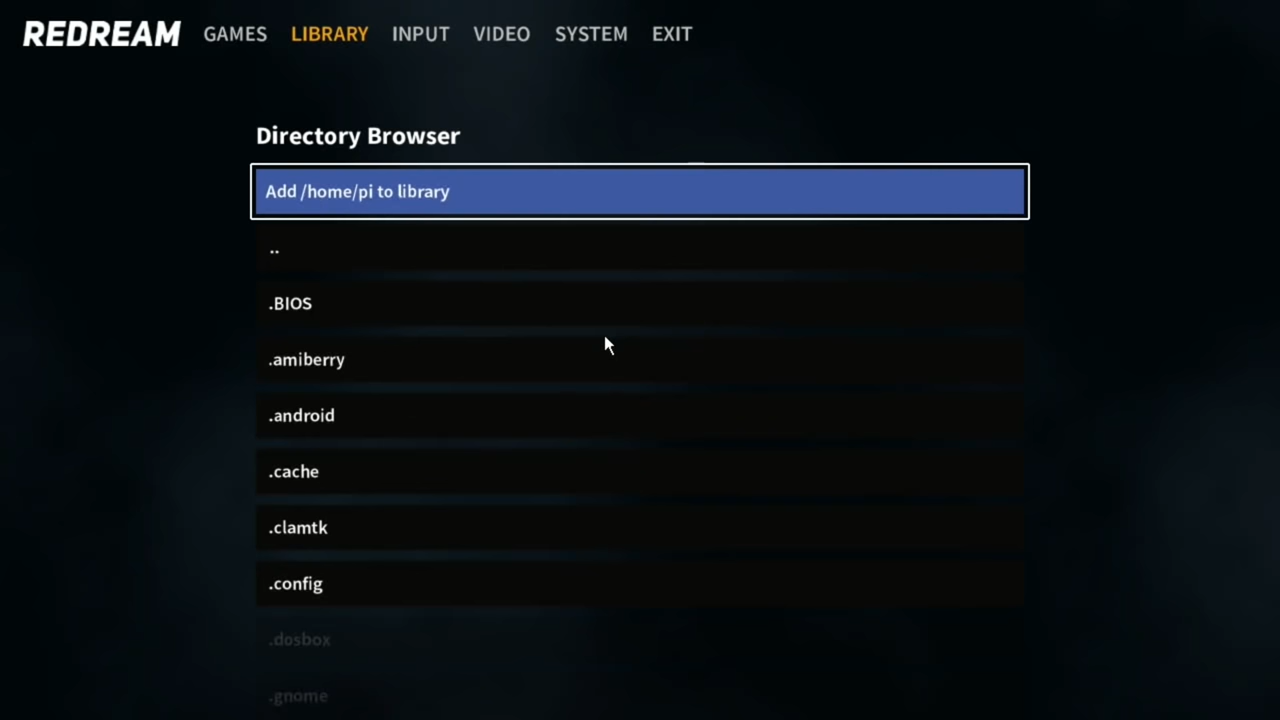 REDREAM GAMES LIBRARY INPUT VIDEO SYSTEM EXIT
Directory Browser
Add /home/pi to library
..
.BIOS
.amiberry
.android
.cache
.clamtk
.config
.dosbox
.gnome